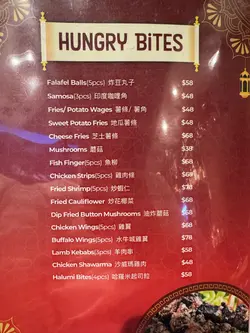 HUNGRY BiTES
Falafel Balls(5pcs) 炸豆丸子 $58
Samosa(3pcs) 印度咖喱角 $48
Fries/ Potato Wages 薯條/ 薯角 $48
Sweet Potato Fries 地瓜薯條 $48
Cheese Fries 芝士薯條 $58
Mushrooms 蘑菇 $58
Fish Finger(5pcs) 魚柳 $68
Chicken Strips(5pcs) 雞肉條 $68
Fried Shrimp(5pcs) 炒蝦仁 $78
Fried Cauliflower 炒花椰菜 $68
Dip Fried Button Mushrooms 油炸蘑菇 $68
Chicken Wings(5pcs) 雞翼 $68
Buffalo Wings(5pcs) 水牛城雞翼 $78
Lamb Kebabs(3pcs) 羊肉串 $58
Chicken Shawarma 沙威瑪雞肉 $68
Halumi Bites(4pcs) 哈羅米起司粒 $58